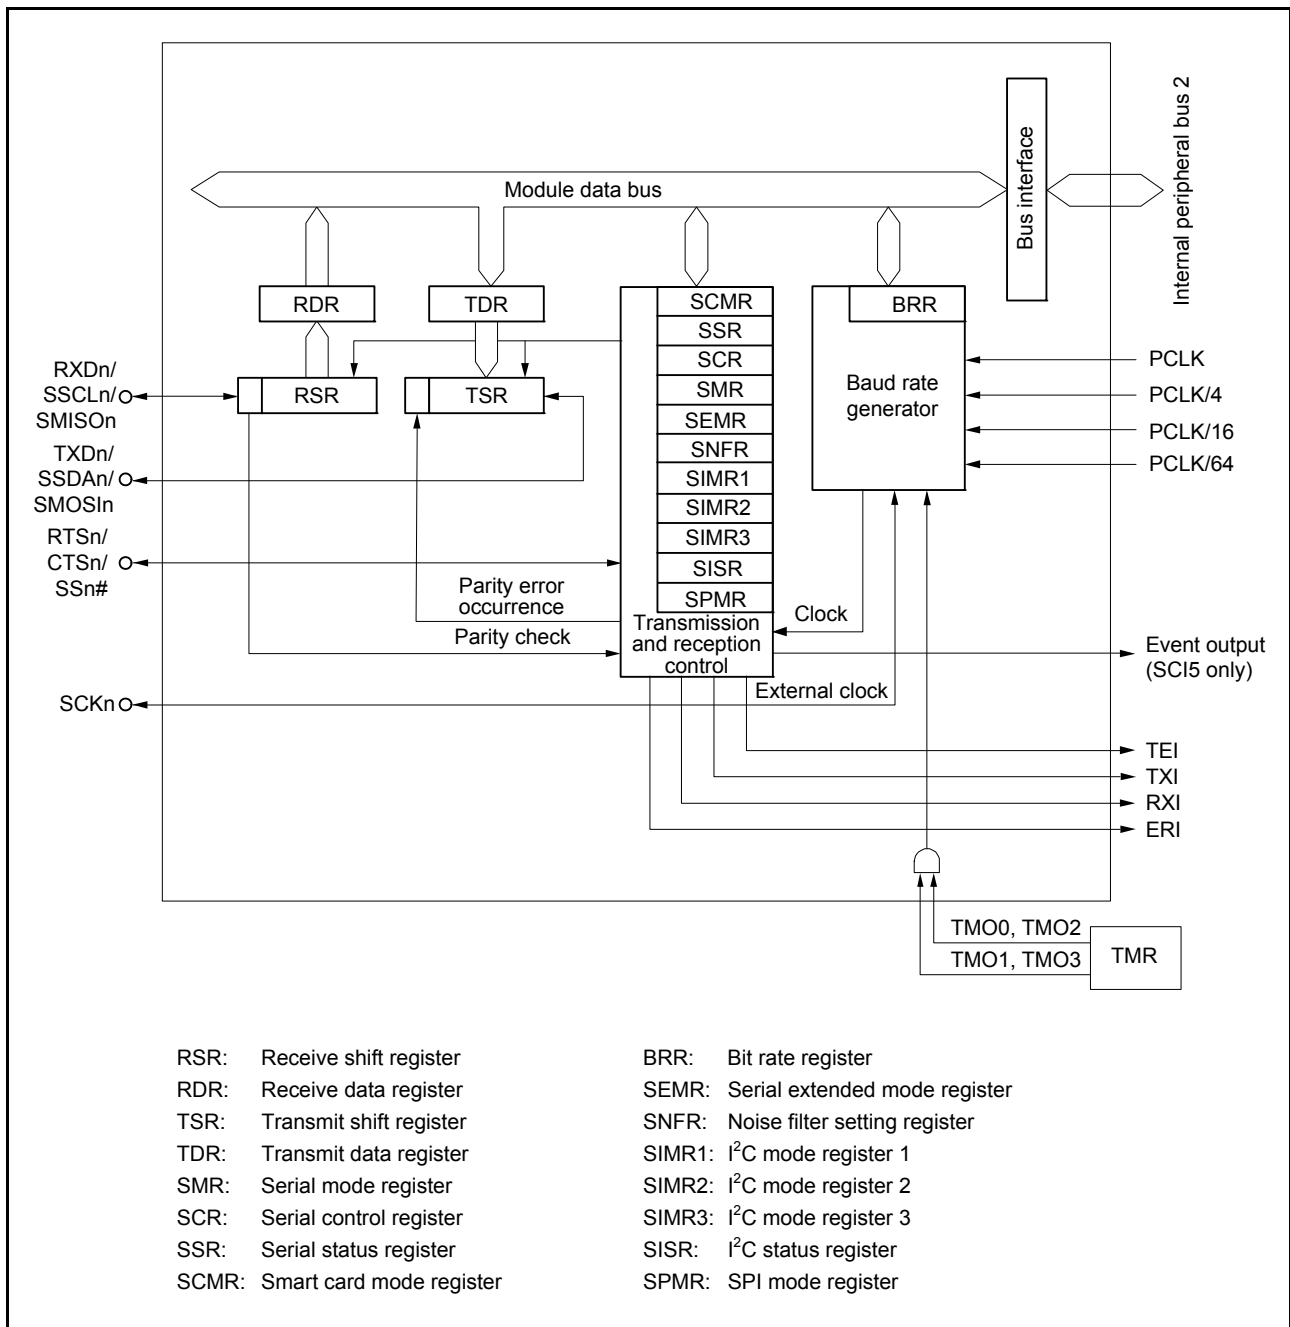 Internal peripheral bus 2
Bus interface
Module data bus
RDR
TDR
SCMR
BRR
SSR
SCR
SMR
SEMR
SNFR
SIMR1
SIMR2
SIMR3
SISR
SPMR
Transmission
and reception
control
Baud rate
generator
PCLK
PCLK/4
PCLK/16
PCLK/64
RSR
TSR
RXDn/
SSCLn/
SMISOn
TXDn/
SSDAn/
SMOSIn
RTSn/
CTSn/
SSn#
Parity error
occurrence
Parity check
Clock
Event output
(SCI5 only)
SCKn
External clock
TEI
TXI
RXI
ERI
TMO0, TMO2
TMO1, TMO3
TMR
RSR: Receive shift register
RDR: Receive data register
TSR: Transmit shift register
TDR: Transmit data register
SMR: Serial mode register
SCR: Serial control register
SSR: Serial status register
SCMR: Smart card mode register
BRR: Bit rate register
SEMR: Serial extended mode register
SNFR: Noise filter setting register
SIMR1: I²C mode register 1
SIMR2: I²C mode register 2
SIMR3: I²C mode register 3
SISR: I²C status register
SPMR: SPI mode register